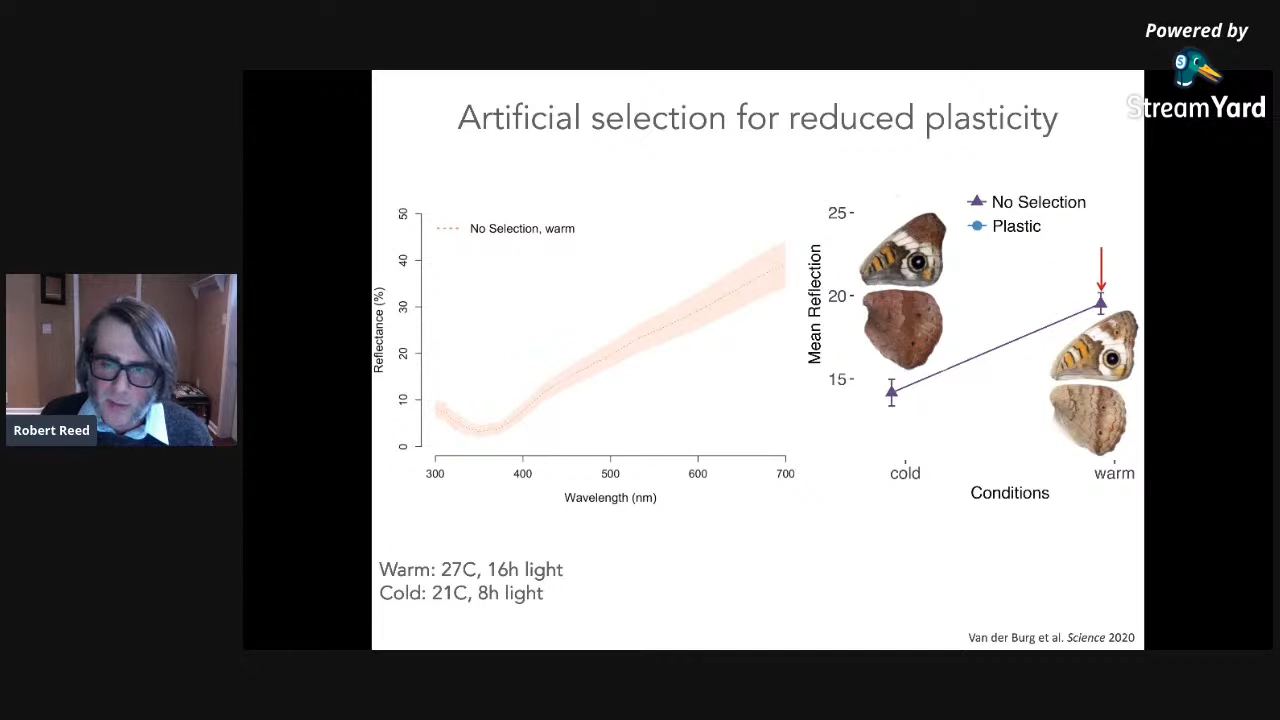 Powered by
StreamYard
Artificial selection for reduced plasticity
No Selection, warm
Reflectance (%)
50
40
30
20
10
0
300 400 500 600 700
Wavelength (nm)
No Selection
Plastic
Mean Reflection
25
20
15
cold warm
Conditions
Robert Reed
Warm: 27C, 16h light
Cold: 21C, 8h light
Van der Burg et al. Science 2020